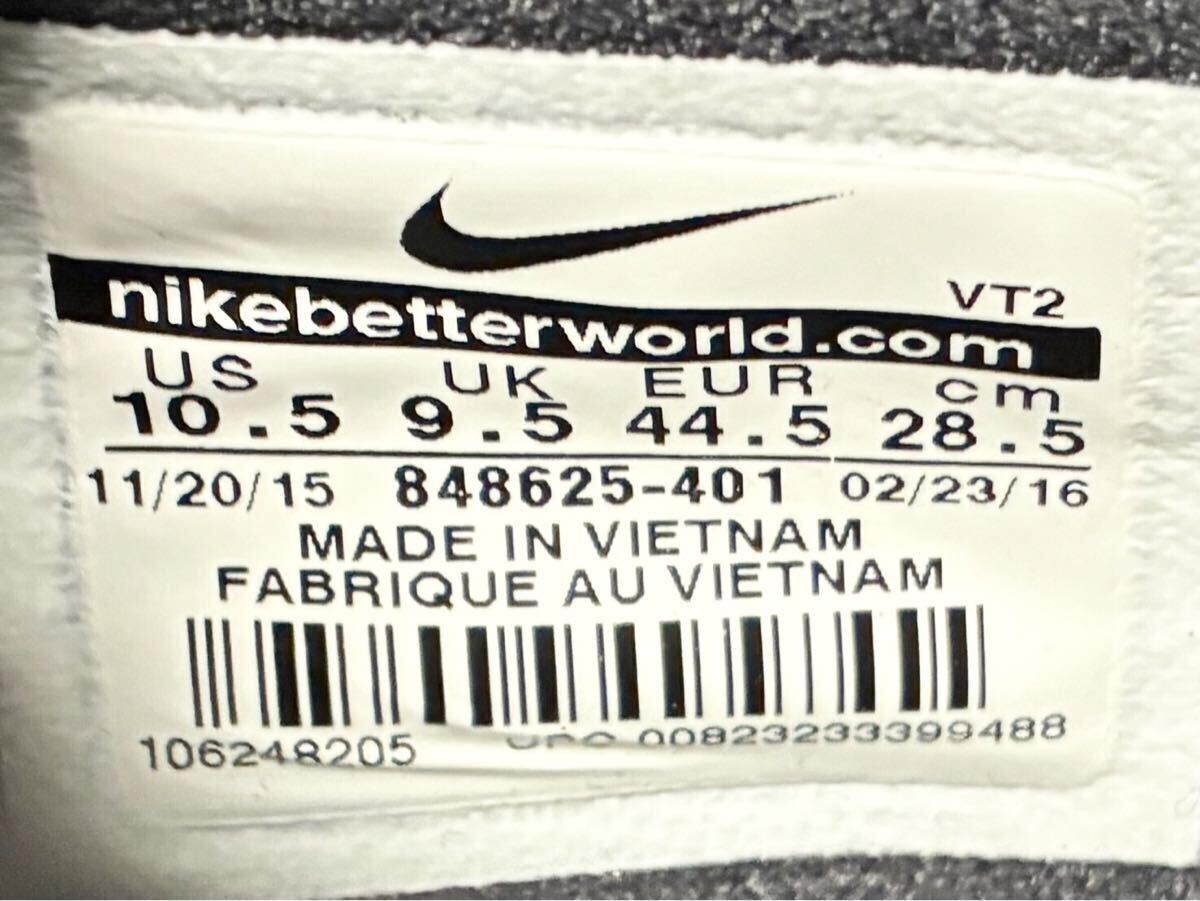 VT2
nikebetterworld.com
US UK EUR cm
10.5 9.5 44.5 28.5
11/20/15 848625-401 02/23/16
MADE IN VIETNAM
FABRIQUE AU VIETNAM
106248205 UPC 00823233399488